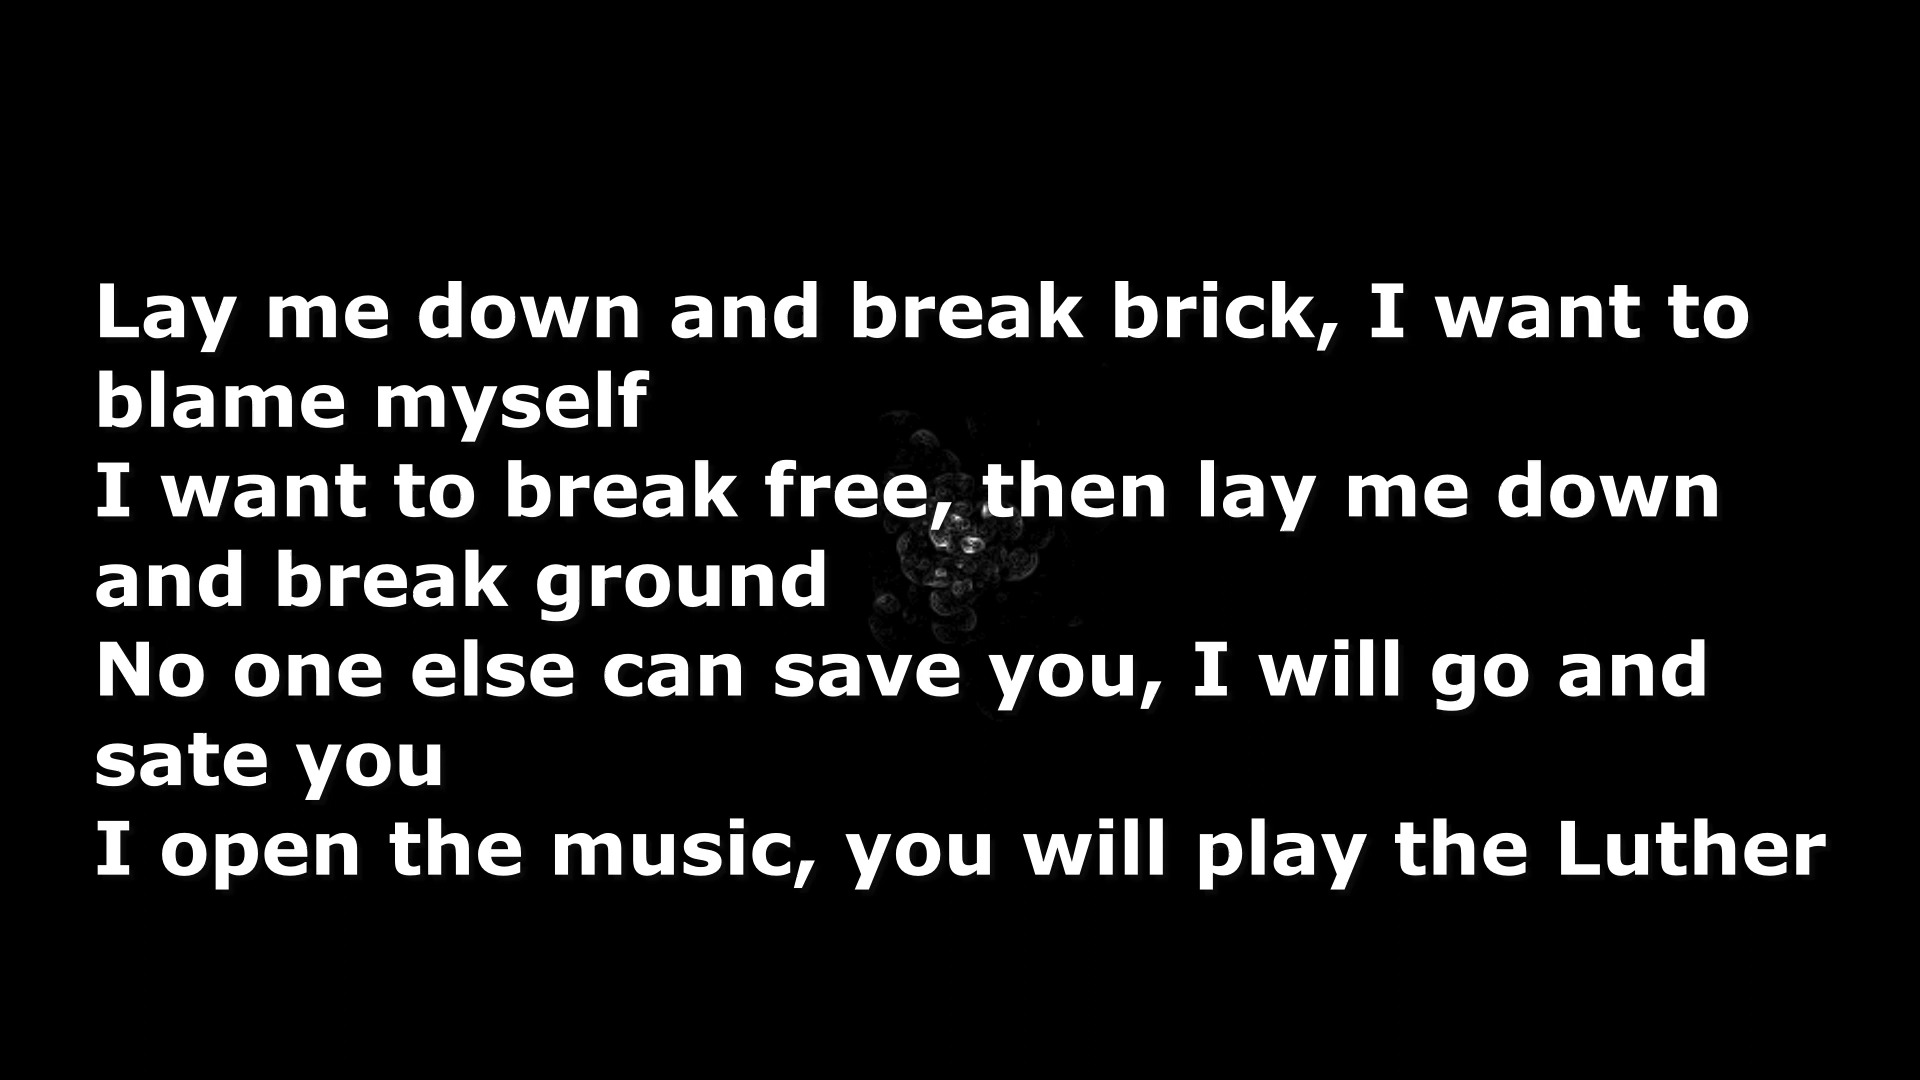 Lay me down and break brick, I want to
blame myself
I want to break free, then lay me down
and break ground
No one else can save you, I will go and
sate you
I open the music, you will play the Luther